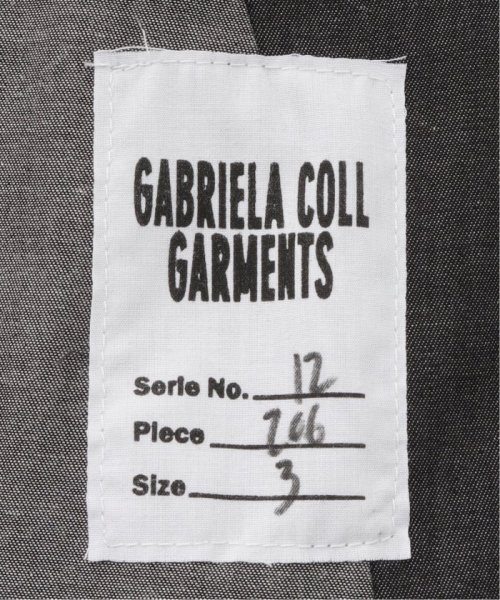 GABRIELA COLL
GARMENTS
Serie No. 12
Piece 206
Size 3